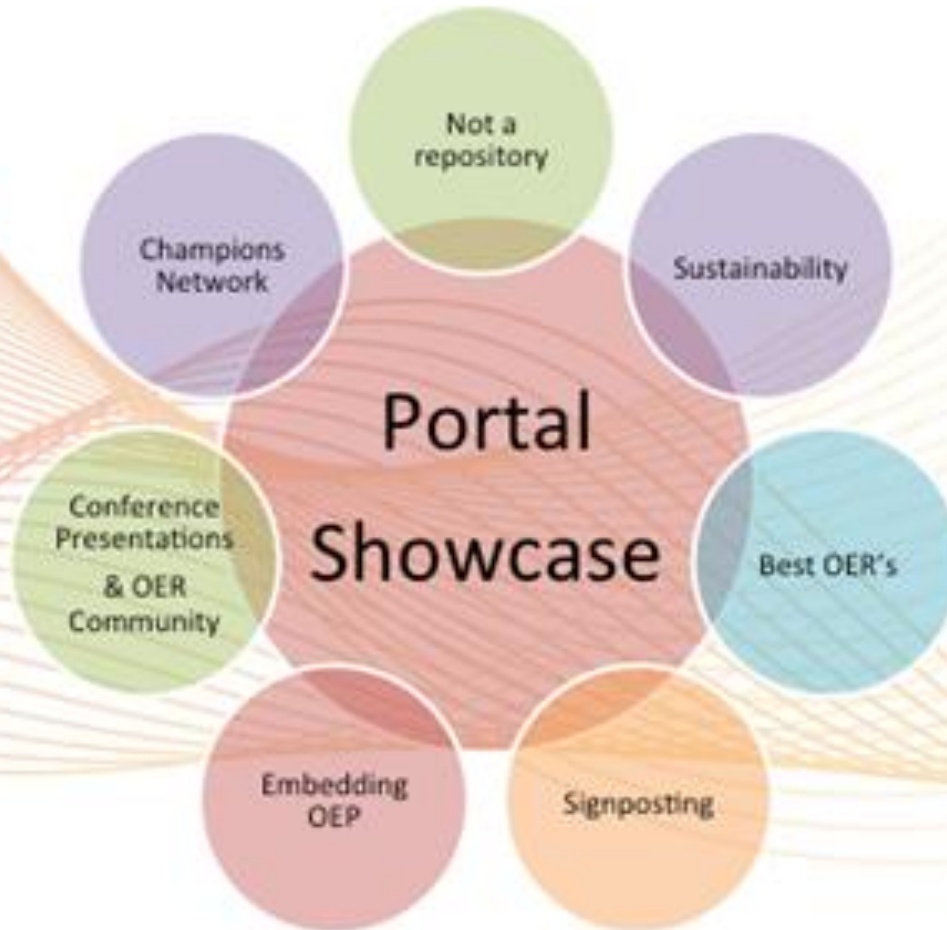 Not a
repository
Champions
Network
Sustainability
Portal
Showcase
Conference
Presentations
& OER
Community
Best OER's
Embedding
OEP
Signposting